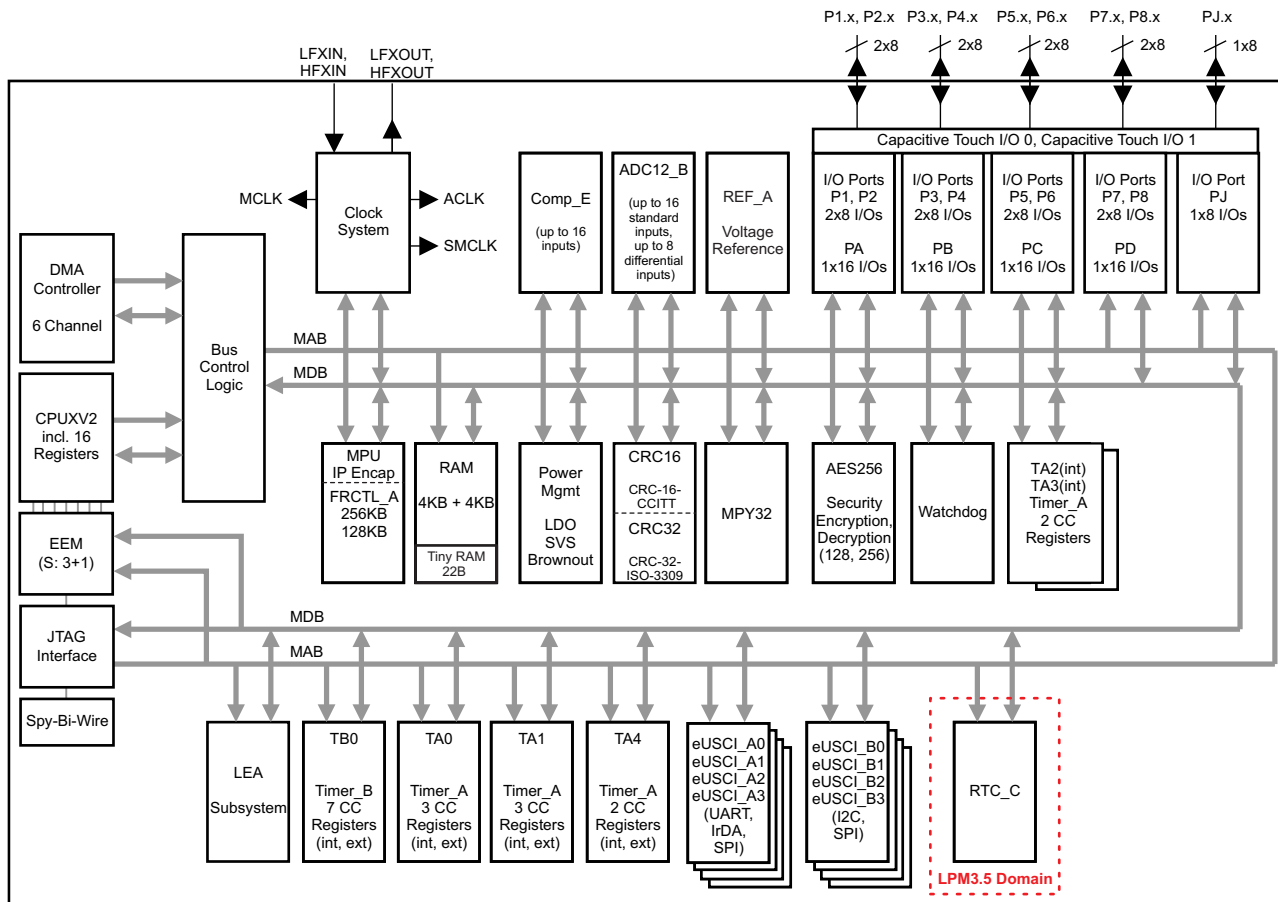 P1.x, P2.x
P3.x, P4.x
P5.x, P6.x
P7.x, P8.x
PJ.x
2x8
2x8
2x8
2x8
1x8
LFXIN,
HFXIN
LFXOUT,
HFXOUT
Capacitive Touch I/O 0, Capacitive Touch I/O 1
MCLK
Clock
System
ACLK
SMCLK
Comp_E
(up to 16
inputs)
ADC12_B
(up to 16
standard
inputs,
up to 8
differential
inputs)
REF_A
Voltage
Reference
I/O Ports
P1, P2
2x8 I/Os
PA
1x16 I/Os
I/O Ports
P3, P4
2x8 I/Os
PB
1x16 I/Os
I/O Ports
P5, P6
2x8 I/Os
PC
1x16 I/Os
I/O Ports
P7, P8
2x8 I/Os
PD
1x16 I/Os
I/O Port
PJ
1x8 I/Os
DMA
Controller
6 Channel
Bus
Control
Logic
MAB
MDB
CPUXV2
incl. 16
Registers
MPU
IP Encap
FRCTL_A
256KB
128KB
RAM
4KB + 4KB
Tiny RAM
22B
Power
Mgmt
LDO
SVS
Brownout
CRC16
CRC-16-
CCITT
CRC32
CRC-32-
ISO-3309
MPY32
AES256
Security
Encryption,
Decryption
(128, 256)
Watchdog
TA2(int)
TA3(int)
Timer_A
2 CC
Registers
EEM
(S: 3+1)
MDB
JTAG
Interface
MAB
Spy-Bi-Wire
LEA
Subsystem
TB0
Timer_B
7 CC
Registers
(int, ext)
TA0
Timer_A
3 CC
Registers
(int, ext)
TA1
Timer_A
3 CC
Registers
(int, ext)
TA4
Timer_A
2 CC
Registers
(int, ext)
eUSCI_A0
eUSCI_A1
eUSCI_A2
eUSCI_A3
(UART,
IrDA,
SPI)
eUSCI_B0
eUSCI_B1
eUSCI_B2
eUSCI_B3
(I2C,
SPI)
RTC_C
LPM3.5 Domain